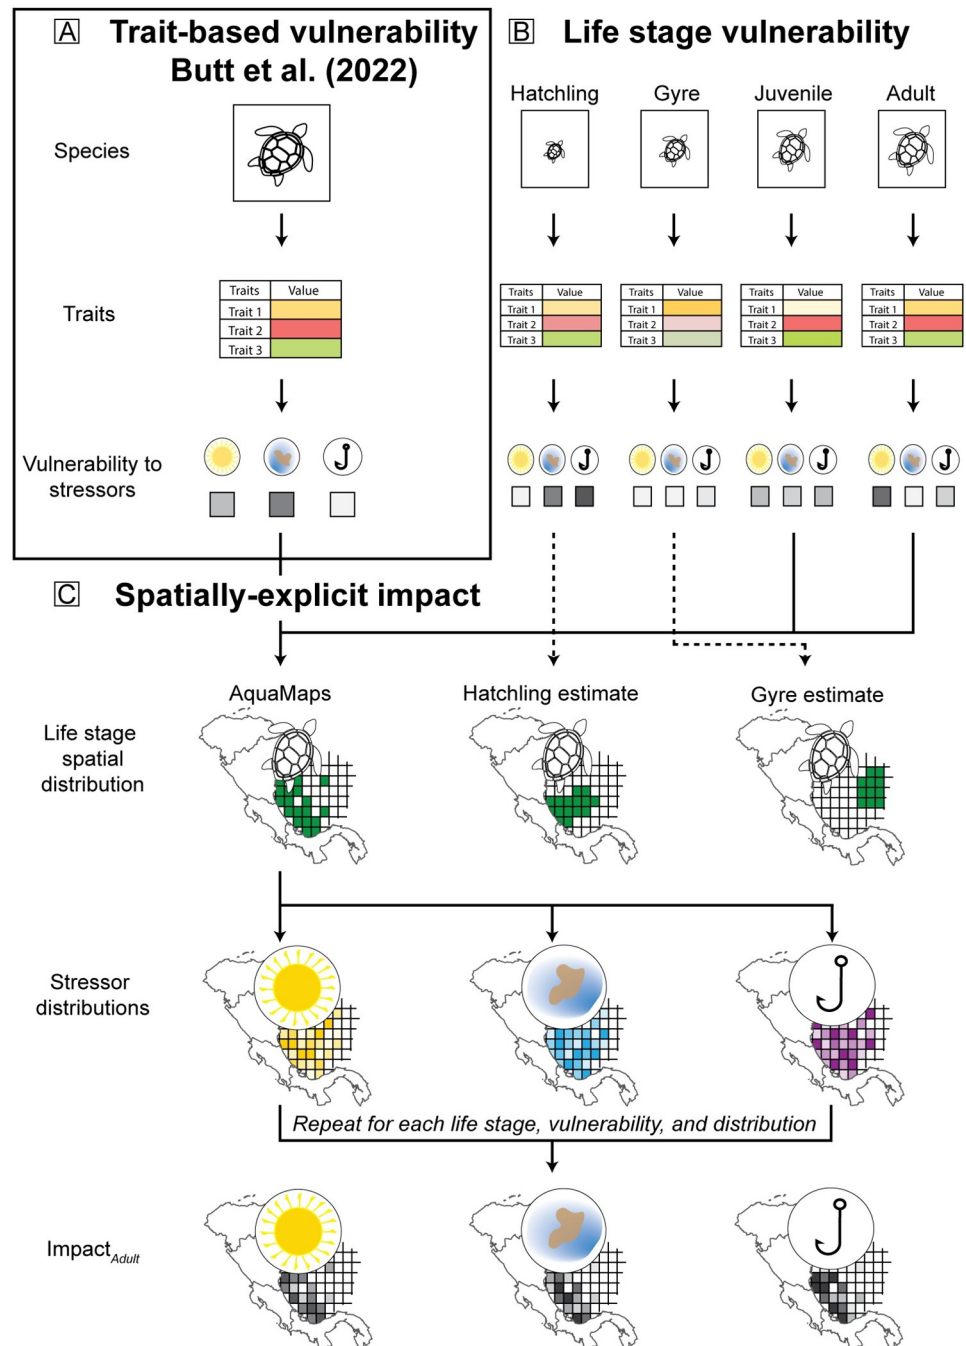 A Trait-based vulnerability
Butt et al. (2022)
Species
Traits
Traits Value
Trait 1
Trait 2
Trait 3
Vulnerability to
stressors
B Life stage vulnerability
Hatchling Gyre Juvenile Adult
Traits Value Traits Value Traits Value Traits Value
Trait 1 Trait 1 Trait 1 Trait 1
Trait 2 Trait 2 Trait 2 Trait 2
Trait 3 Trait 3 Trait 3 Trait 3
C Spatially-explicit impact
AquaMaps Hatchling estimate Gyre estimate
Life stage
spatial
distribution
Stressor
distributions
Repeat for each life stage, vulnerability, and distribution
Impact Adult